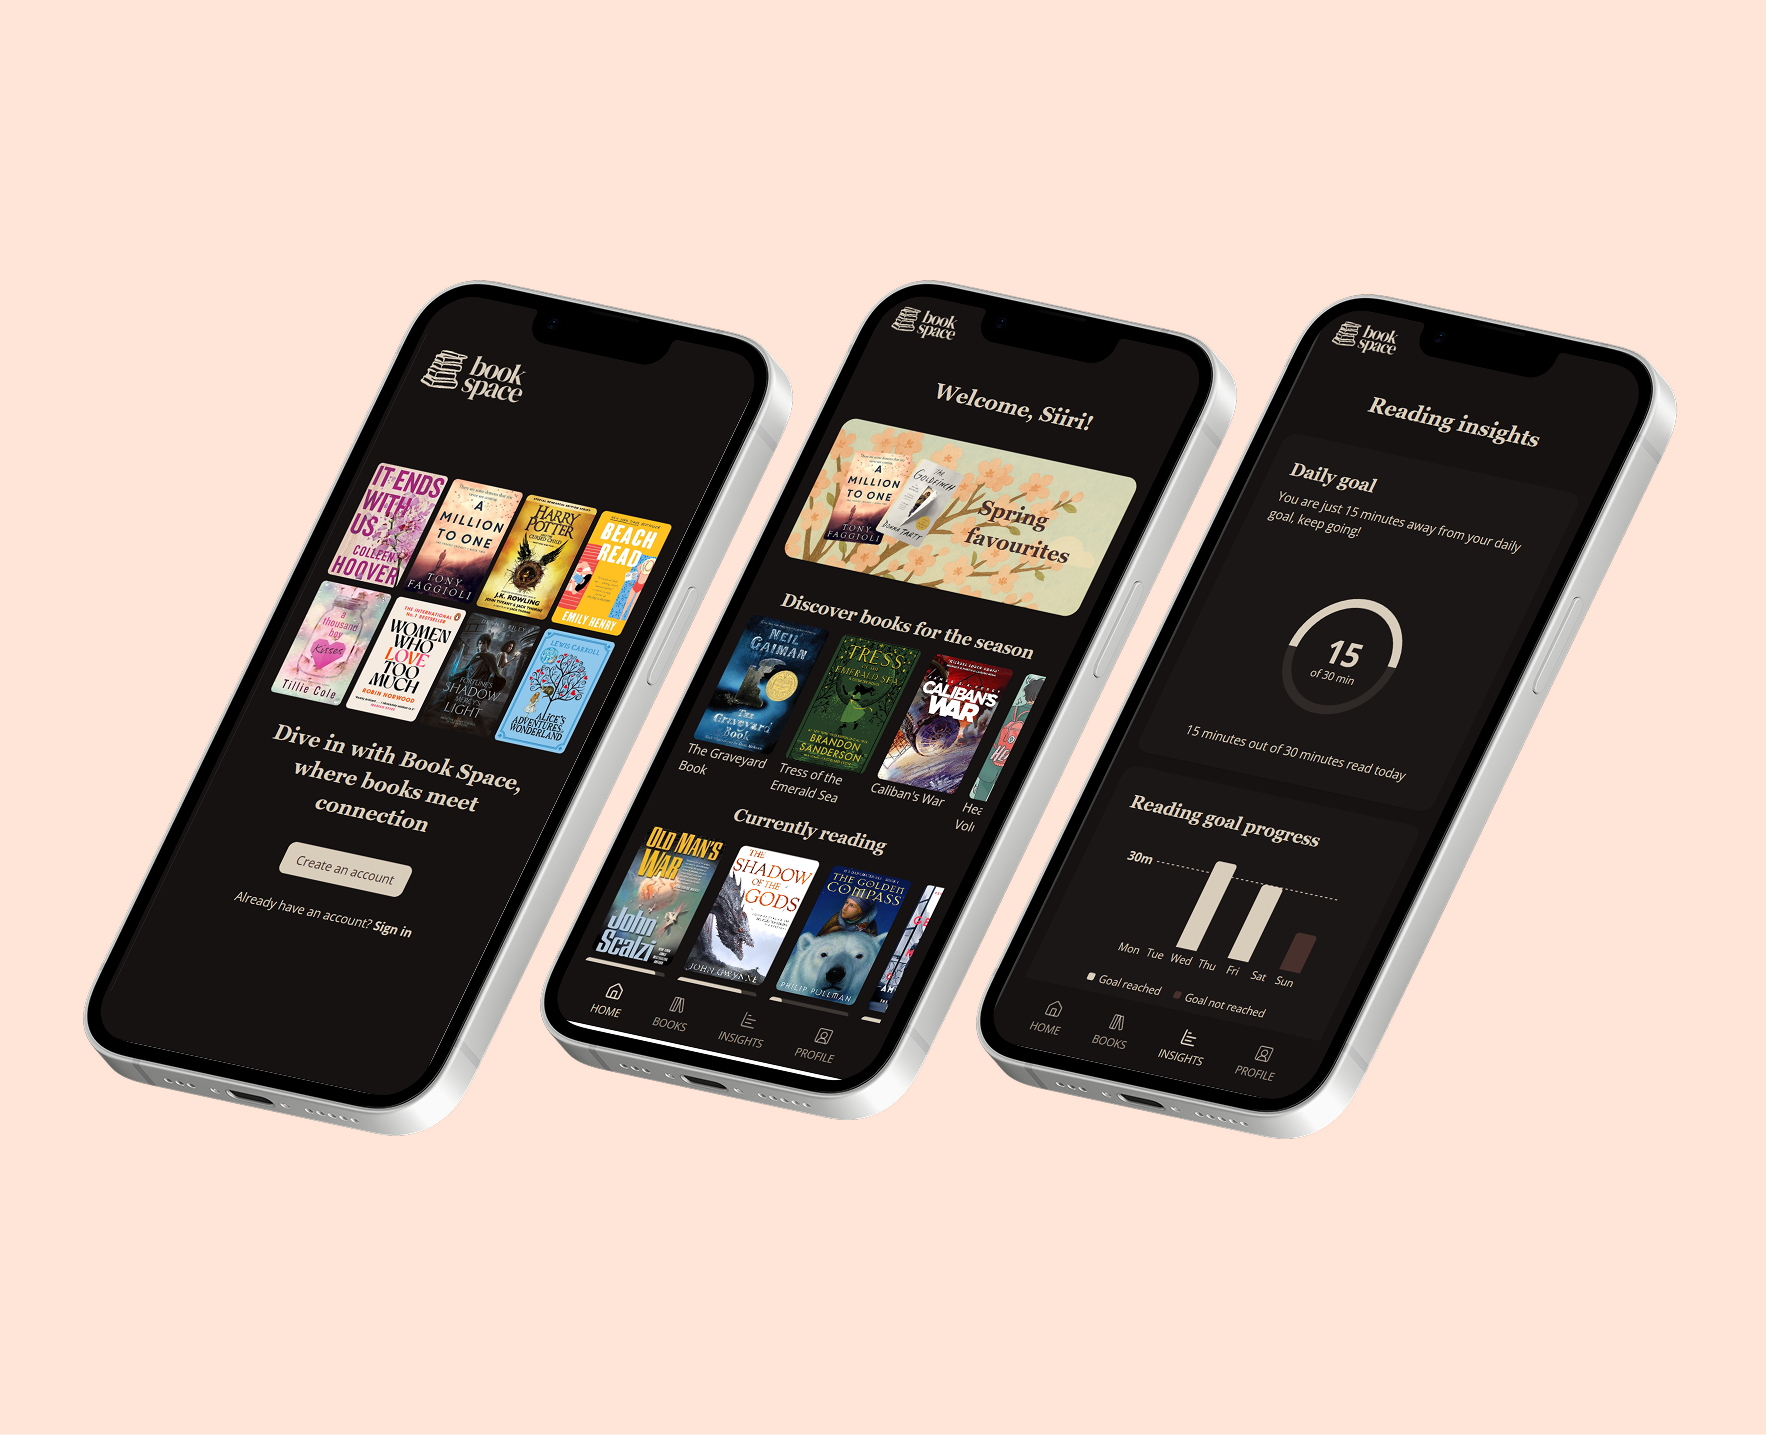 book
space
IT ENDS
WITH
US
COLLEEN
HOOVER
A
MILLION
TO ONE
TONY
FAGGIOLI
HARRY
POTTER
J.K. ROWLING
JOHN TIFFANY & JACK THORNE
BEACH
READ
EMILY HENRY
a
thousand
boy
Kisses
Tillie Cole
THE INTERNATIONAL
No. 1 BESTSELLER
WOMEN
WHO
LOVE
TOO
MUCH
ROBIN NORWOOD
SHADOW
LIGHT
LEWIS CARROLL
ALICE'S
ADVENTURES
WONDERLAND
Dive in with Book Space,
where books meet
connection
Create an account
Already have an account? Sign in
book
space
Welcome, Siiri!
A
MILLION
TO ONE
TONY
FAGGIOLI
THE
GOLDFINCH
DONNA TARTT
Spring
favourites
Discover books for the season
NEIL
GAIMAN
The
Graveyard
Book
TRESS
EMERALD SEA
BRANDON
SANDERSON
CALIBAN'S
WAR
The Graveyard
Book
Tress of the
Emerald Sea
Caliban's War
Hea
Volu
Currently reading
OLD MAN'S
WAR
John
Scalzi
THE
SHADOW
OF THE
GODS
JOHN GWYNNE
THE GOLDEN
COMPASS
PHILIP PULLMAN
HOME
BOOKS
INSIGHTS
PROFILE
book
space
Reading insights
Daily goal
You are just 15 minutes away from your daily
goal, keep going!
15
of 30 min
15 minutes out of 30 minutes read today
Reading goal progress
30m
Mon Tue Wed Thu Fri Sat Sun
Goal reached Goal not reached
HOME
BOOKS
INSIGHTS
PROFILE